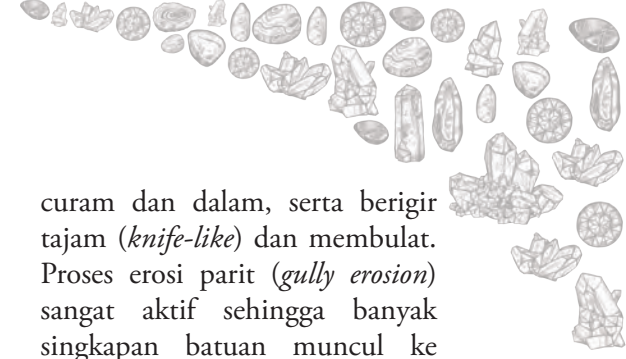 curam dan dalam, serta berigir
tajam (knife-like) dan membulat.
Proses erosi parit (gully erosion)
sangat aktif sehingga banyak
singkapan batuan muncul ke